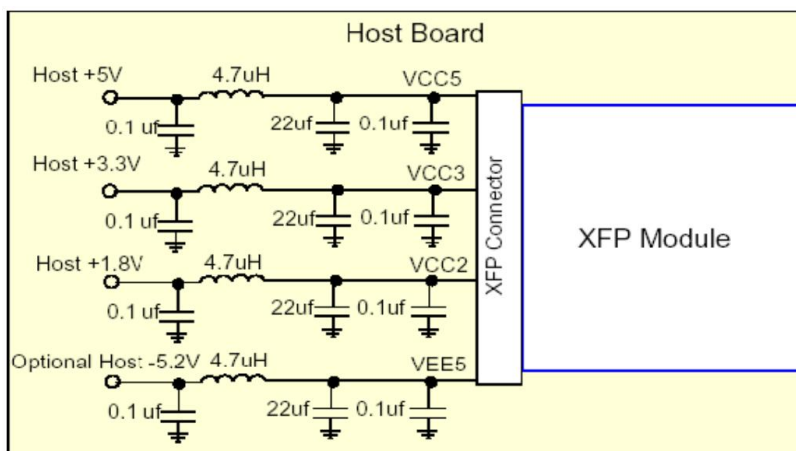 Host Board
Host +5V 4.7uH VCC5
0.1 uf 22uf 0.1uf
Host +3.3V 4.7uH VCC3
0.1 uf 22uf 0.1uf
Host +1.8V 4.7uH VCC2
0.1 uf 22uf 0.1uf
Optional Host -5.2V 4.7uH VEE5
0.1 uf 22uf 0.1uf
XFP Connector
XFP Module